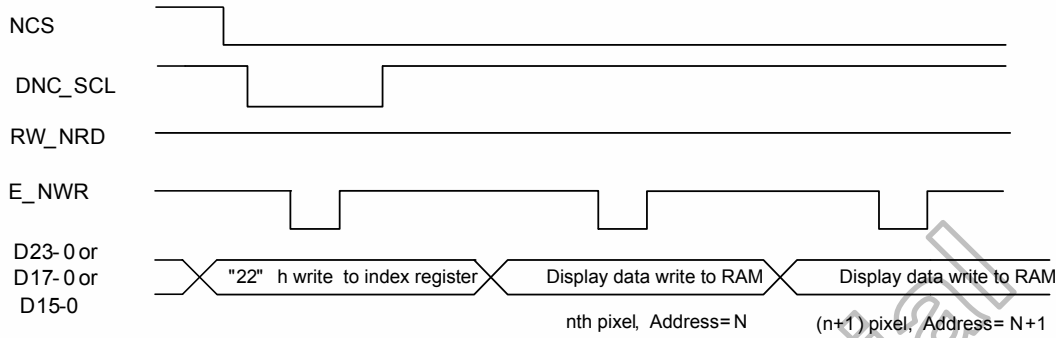 NCS
DNC_SCL
RW_NRD
E_NWR
D23-0 or
D17-0 or
D15-0
"22" h write to index register
Display data write to RAM
Display data write to RAM
nth pixel, Address=N
(n+1) pixel, Address=N+1